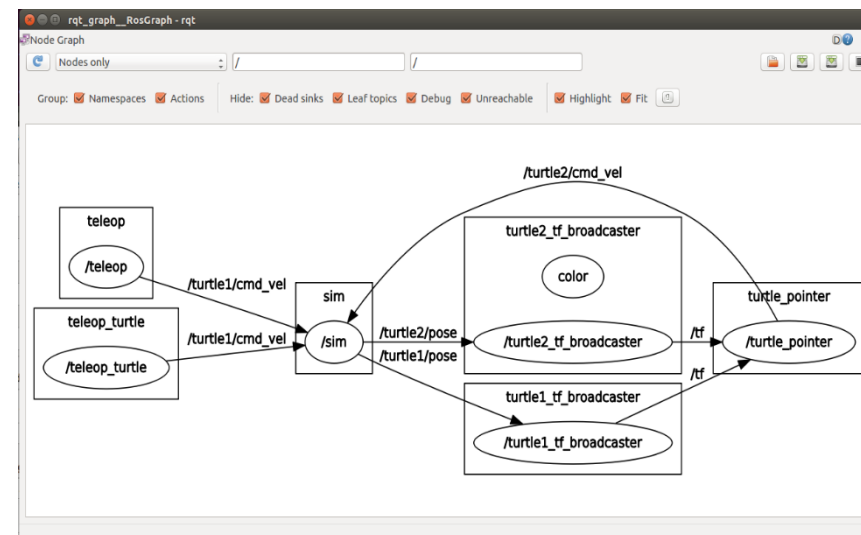 rqt_graph__RosGraph - rqt
Node Graph
D
Nodes only
/
/
Group: Namespaces Actions Hide: Dead sinks Leaf topics Debug Unreachable Highlight Fit
/turtle2/cmd_vel
teleop
/teleop
/turtle1/cmd_vel
teleop_turtle
/teleop_turtle
/turtle1/cmd_vel
sim
/sim
/turtle2/pose
/turtle1/pose
turtle2_tf_broadcaster
color
/turtle2_tf_broadcaster
/tf
turtle1_tf_broadcaster
/turtle1_tf_broadcaster
/tf
turtle_pointer
/turtle_pointer